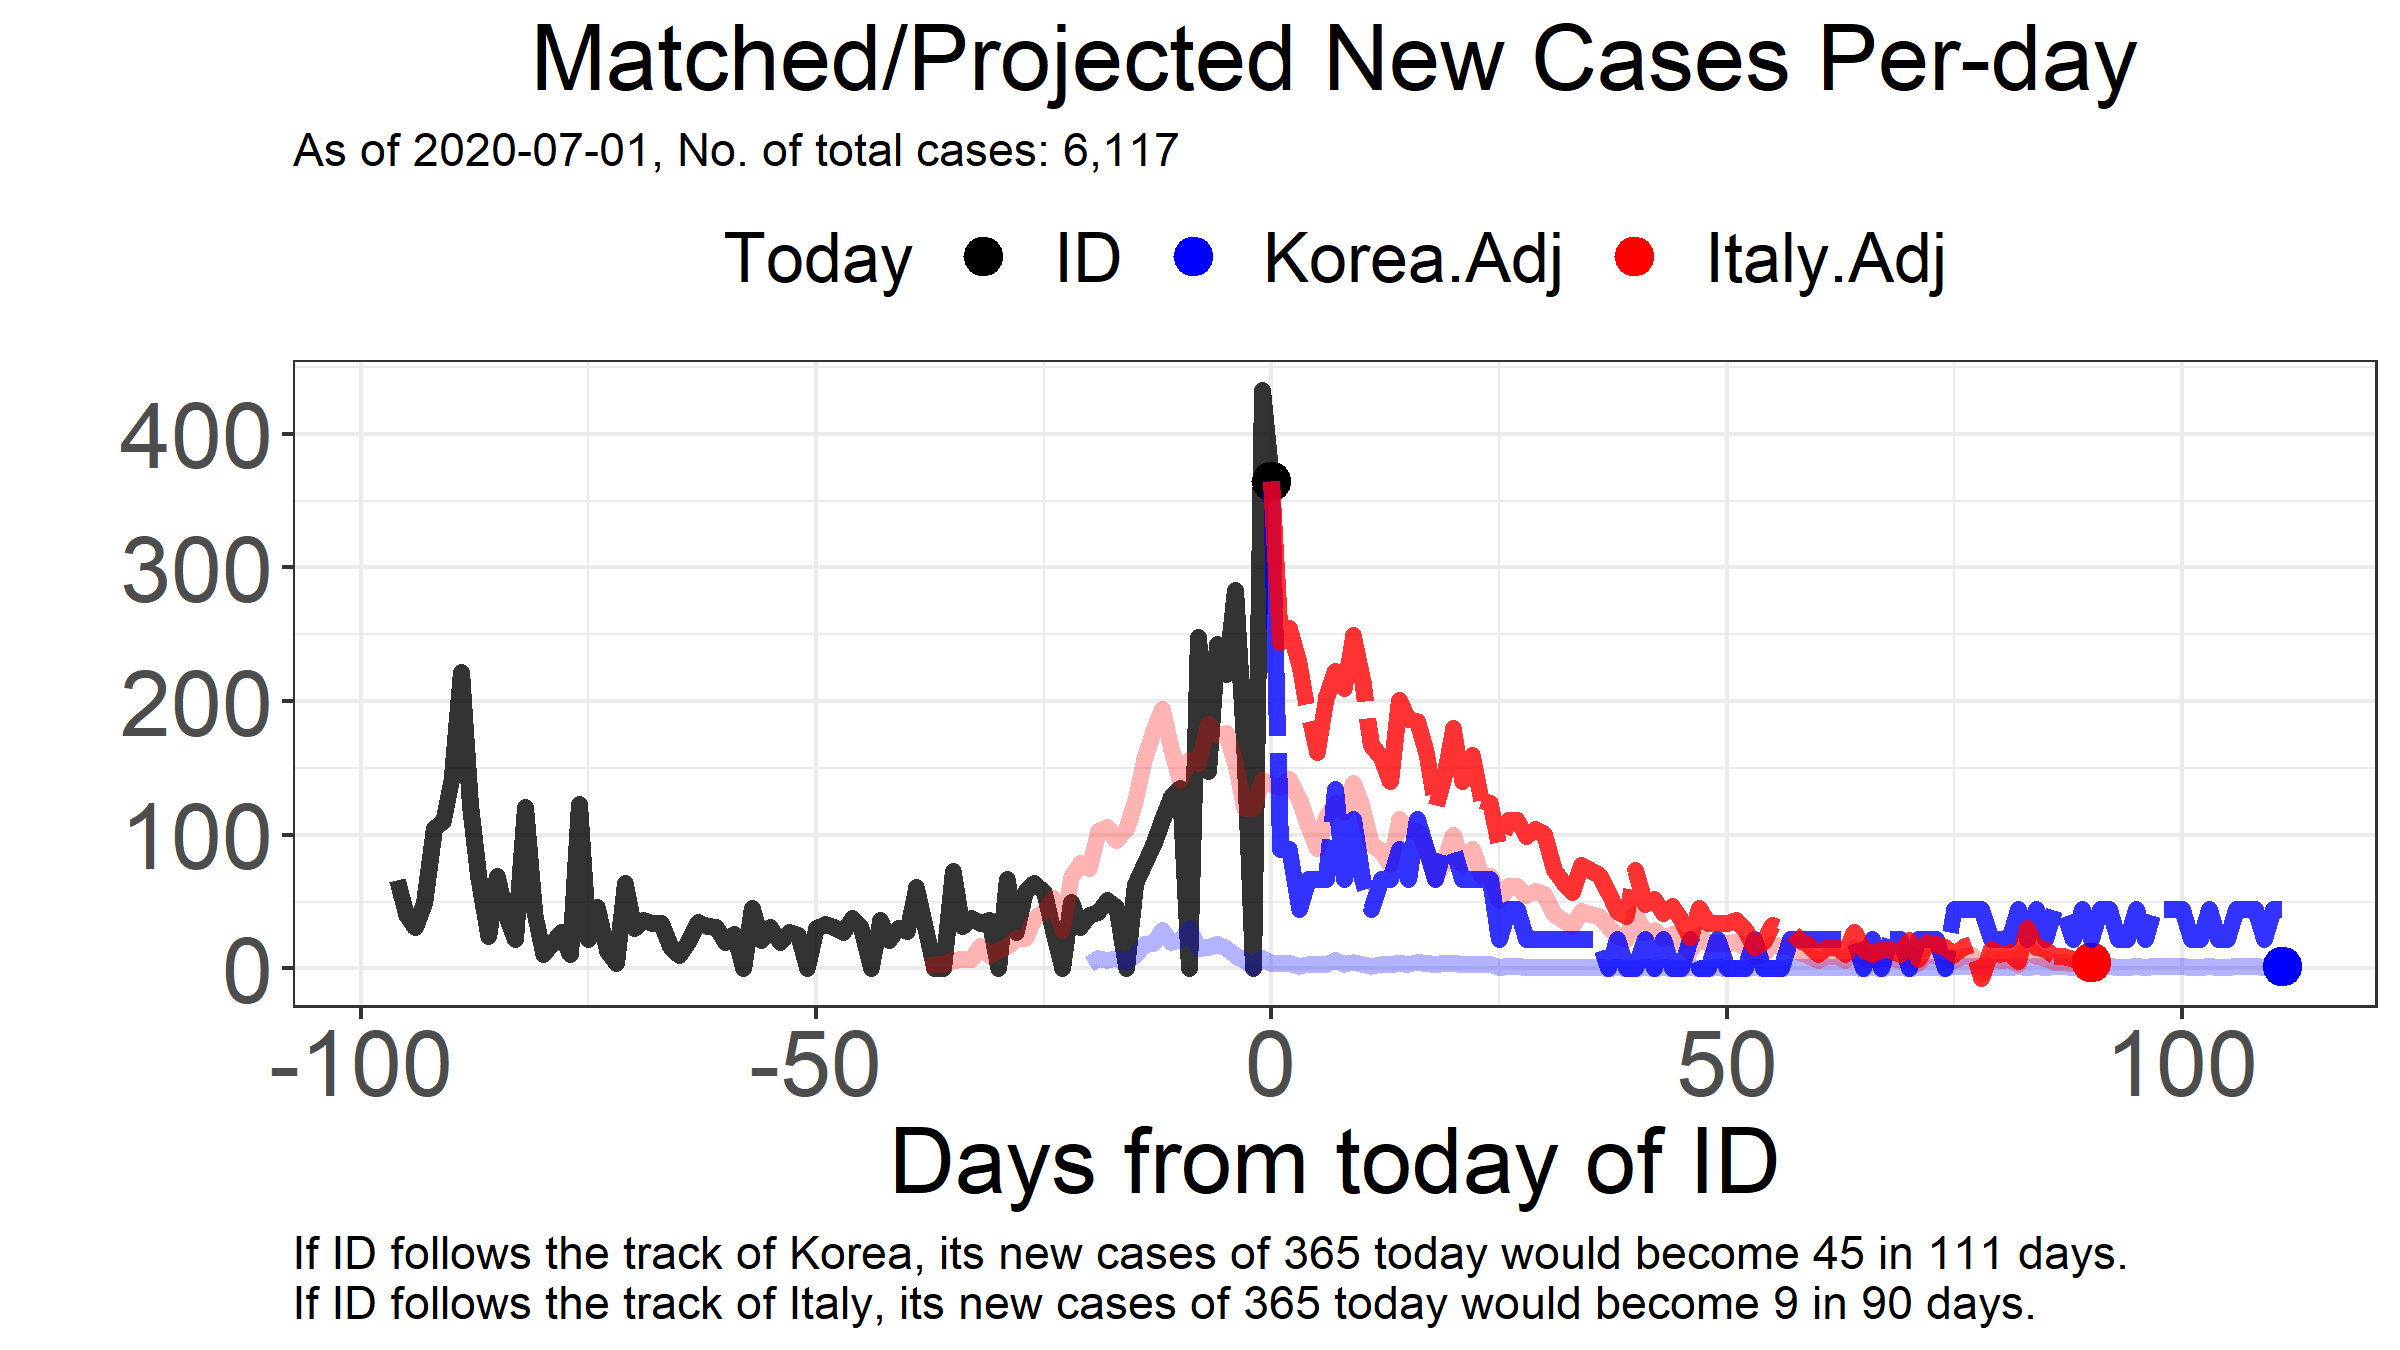 Matched/Projected New Cases Per-day
As of 2020-07-01, No. of total cases: 6,117
Today ID Korea.Adj Italy.Adj
400
300
200
100
0
-100 -50 0 50 100
Days from today of ID
If ID follows the track of Korea, its new cases of 365 today would become 45 in 111 days.
If ID follows the track of Italy, its new cases of 365 today would become 9 in 90 days.